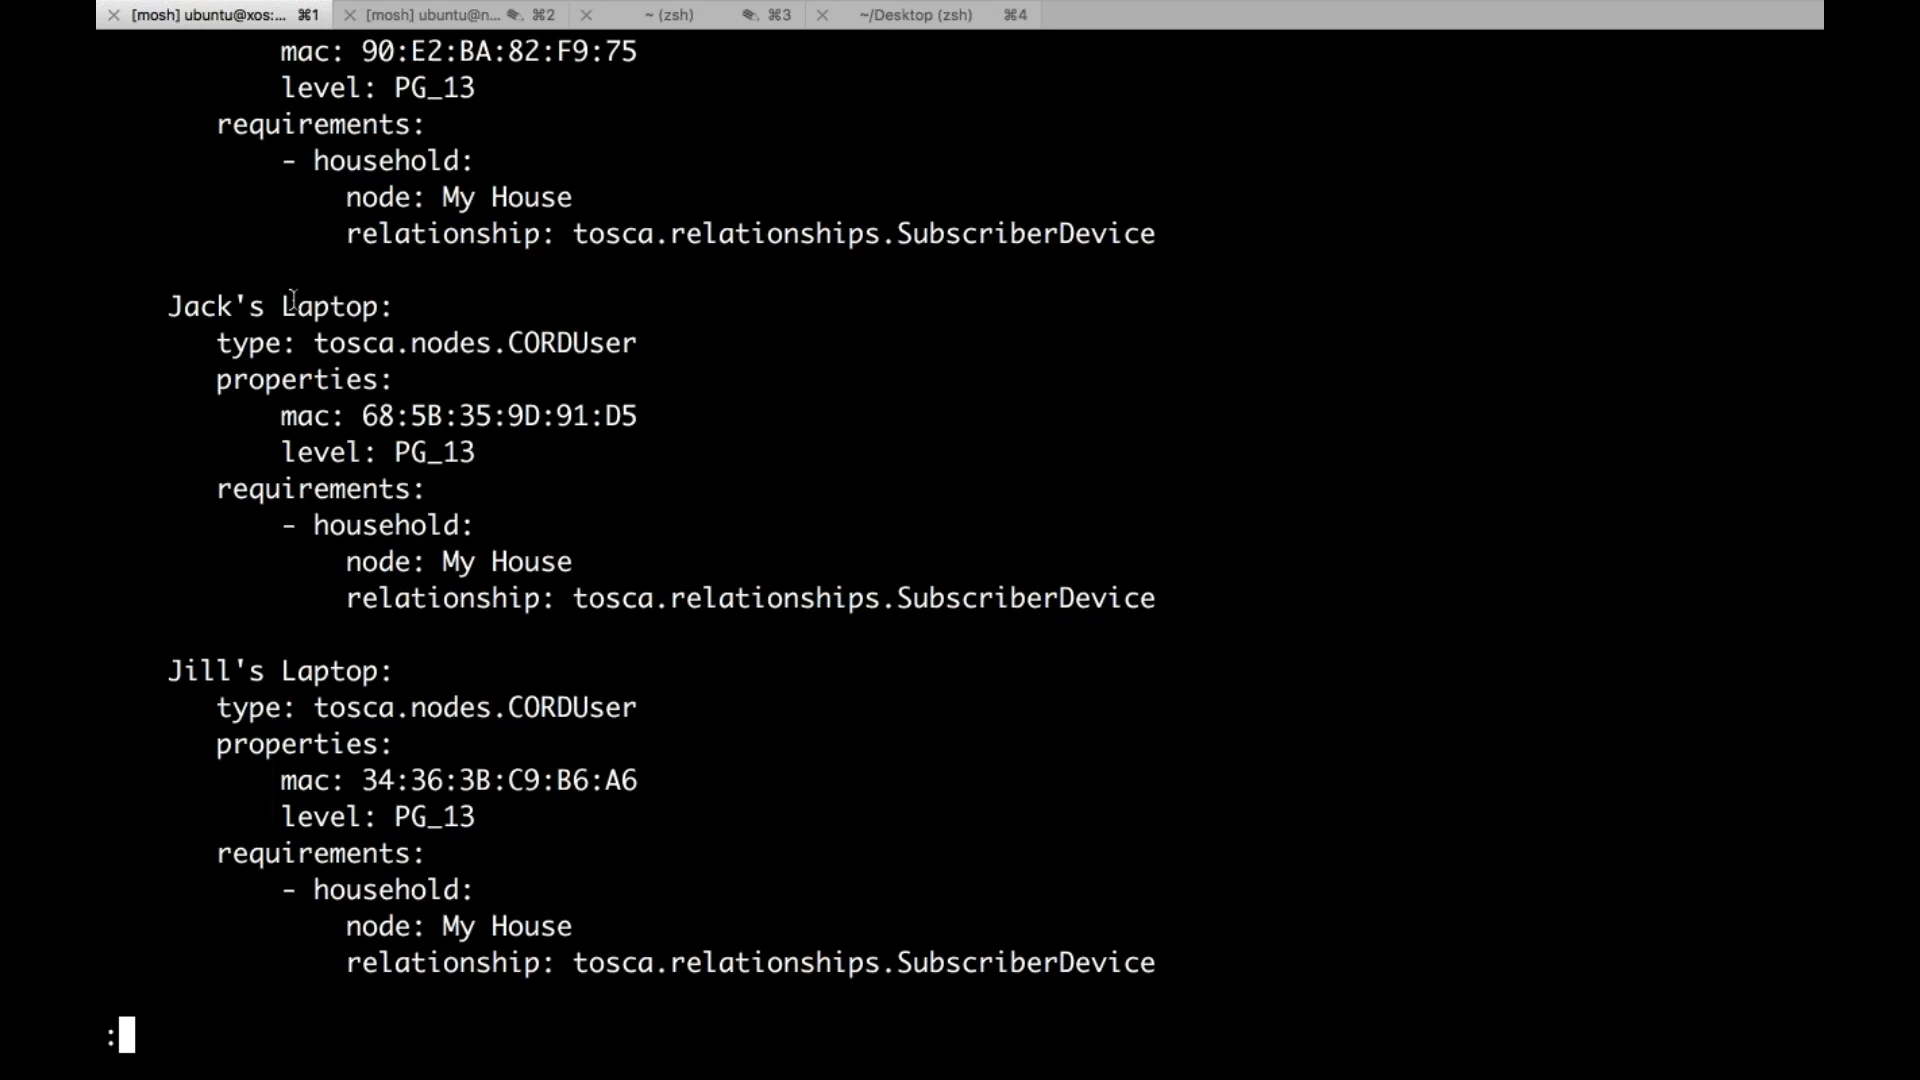 [mosh] ubuntu@xos:... ⌘1 [mosh] ubuntu@n... ⌘2 ~ (zsh) ⌘3 ~/Desktop (zsh) ⌘4
mac: 90:E2:BA:82:F9:75
level: PG_13
requirements:
- household:
node: My House
relationship: tosca.relationships.SubscriberDevice
Jack's Laptop:
type: tosca.nodes.CORDUser
properties:
mac: 68:5B:35:9D:91:D5
level: PG_13
requirements:
- household:
node: My House
relationship: tosca.relationships.SubscriberDevice
Jill's Laptop:
type: tosca.nodes.CORDUser
properties:
mac: 34:36:3B:C9:B6:A6
level: PG_13
requirements:
- household:
node: My House
relationship: tosca.relationships.SubscriberDevice
: